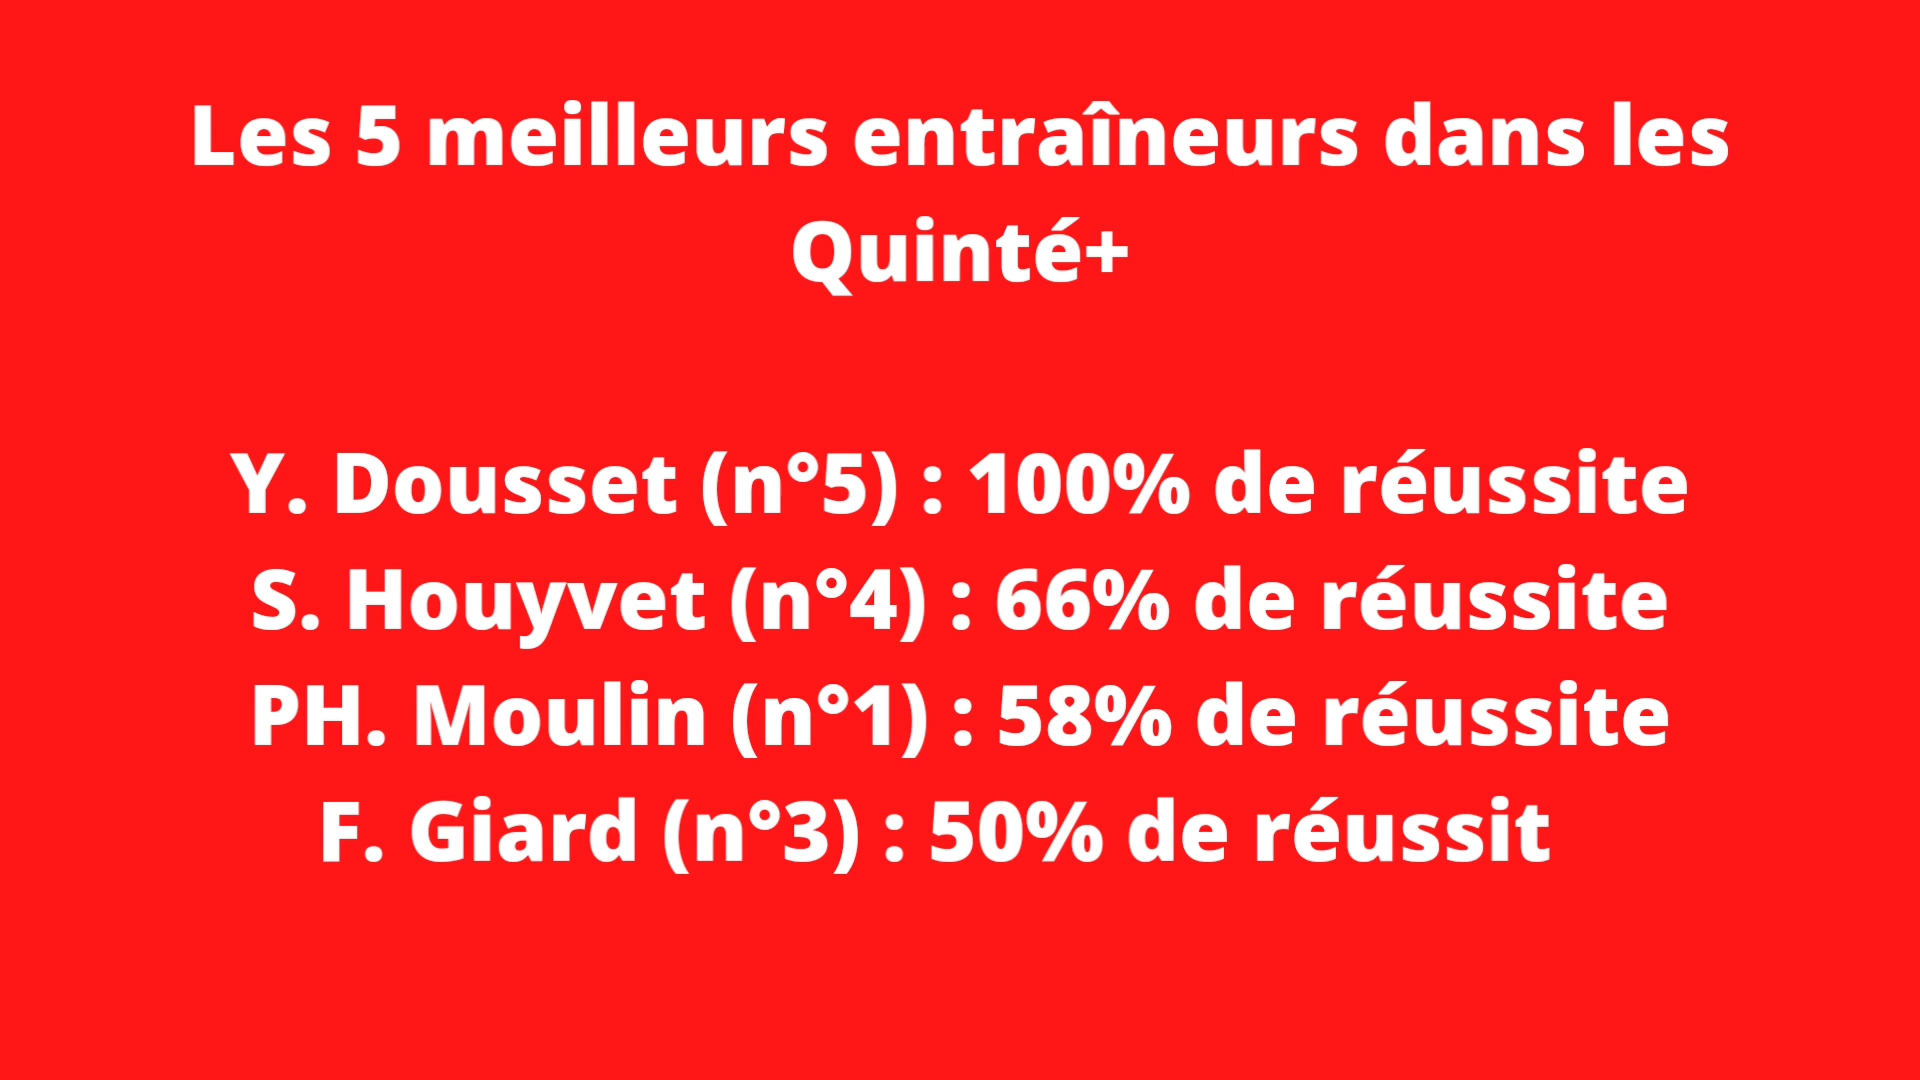 Les 5 meilleurs entraîneurs dans les
Quinté+
Y. Dousset (n°5) : 100% de réussite
S. Houyvet (n°4) : 66% de réussite
PH. Moulin (n°1) : 58% de réussite
F. Giard (n°3) : 50% de réussit